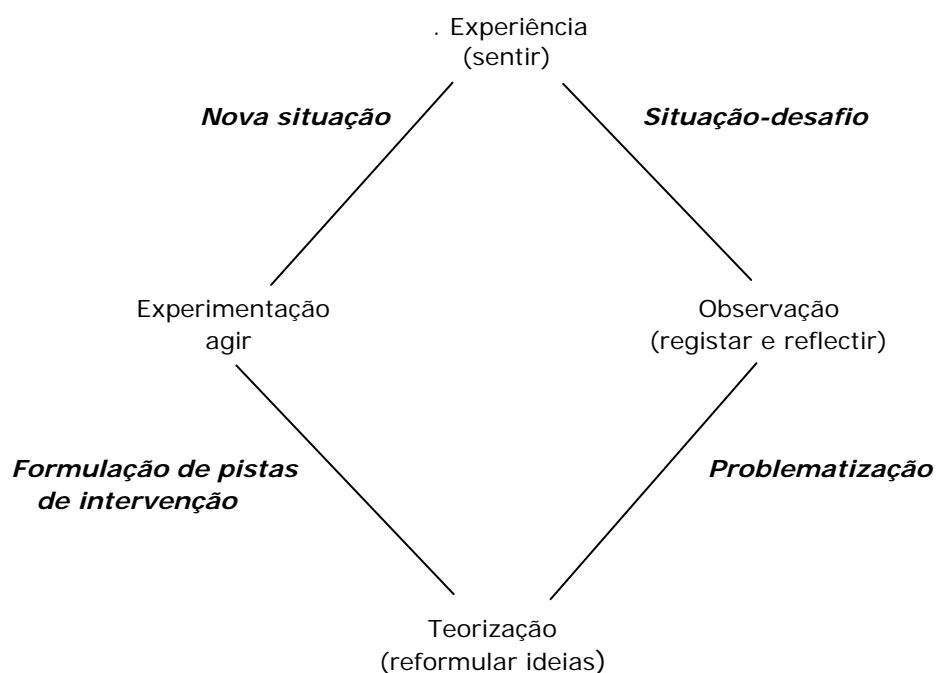 . Experiência
(sentir)
Nova situação
Situação-desafio
Experimentação
agir
Observação
(registar e reflectir)
Formulação de pistas
de intervenção
Problematização
Teorização
(reformular ideias)